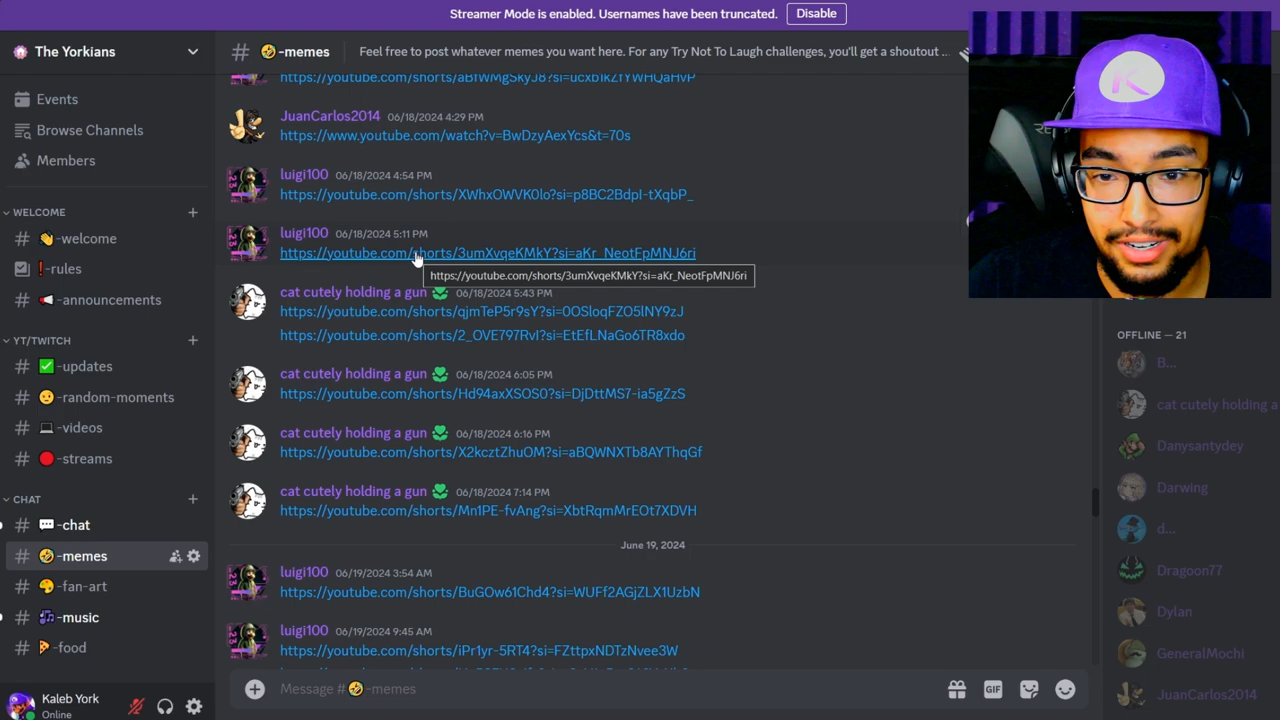 Streamer Mode is enabled. Usernames have been truncated. Disable
The Yorkians
Events
Browse Channels
Members
WELCOME
👋-welcome
❗-rules
📢-announcements
YT/TWITCH
✅-updates
🤨-random-moments
💻-videos
🔴-streams
CHAT
💬-chat
🤣-memes
🎨-fan-art
🎶-music
🍕-food
Kaleb York
Online
# 🤣-memes
Feel free to post whatever memes you want here. For any Try Not To Laugh challenges, you'll get a shoutout ...
JuanCarlos2014 06/18/2024 4:29 PM
https://www.youtube.com/watch?v=BwDzyAexYcs&t=70s
luigi100 06/18/2024 4:54 PM
https://youtube.com/shorts/XWhxOWVK0lo?si=p8BC2BdpI-tXqbP_
luigi100 06/18/2024 5:11 PM
https://youtube.com/shorts/3umXvqeKMkY?si=aKr_NeotFpMNJ6ri
https://youtube.com/shorts/3umXvqeKMkY?si=aKr_NeotFpMNJ6ri
cat cutely holding a gun 06/18/2024 5:43 PM
https://youtube.com/shorts/qjmTeP5r9sY?si=0OSloqFZO5lNY9zJ
https://youtube.com/shorts/2_OVE797RvI?si=EtEfLNaGo6TR8xdo
cat cutely holding a gun 06/18/2024 6:05 PM
https://youtube.com/shorts/Hd94axXSOS0?si=DjDttMS7-ia5gZzS
cat cutely holding a gun 06/18/2024 6:16 PM
https://youtube.com/shorts/X2kcztZhuOM?si=aBQWNXTb8AYThqGf
cat cutely holding a gun 06/18/2024 7:14 PM
https://youtube.com/shorts/Mn1PE-fvAng?si=XbtRqmMrEOt7XDVH
June 19, 2024
luigi100 06/19/2024 3:54 AM
https://youtube.com/shorts/BuGOw61Chd4?si=WUFf2AGjZLX1UzbN
luigi100 06/19/2024 9:45 AM
https://youtube.com/shorts/iPr1yr-5RT4?si=FZttpxNDTzNvee3W
Message #🤣-memes
GIF
K
OFFLINE — 21
B...
cat cutely holding a
Danysantydey
Darwing
d...
Dragoon77
Dylan
GeneralMochi
JuanCarlos2014